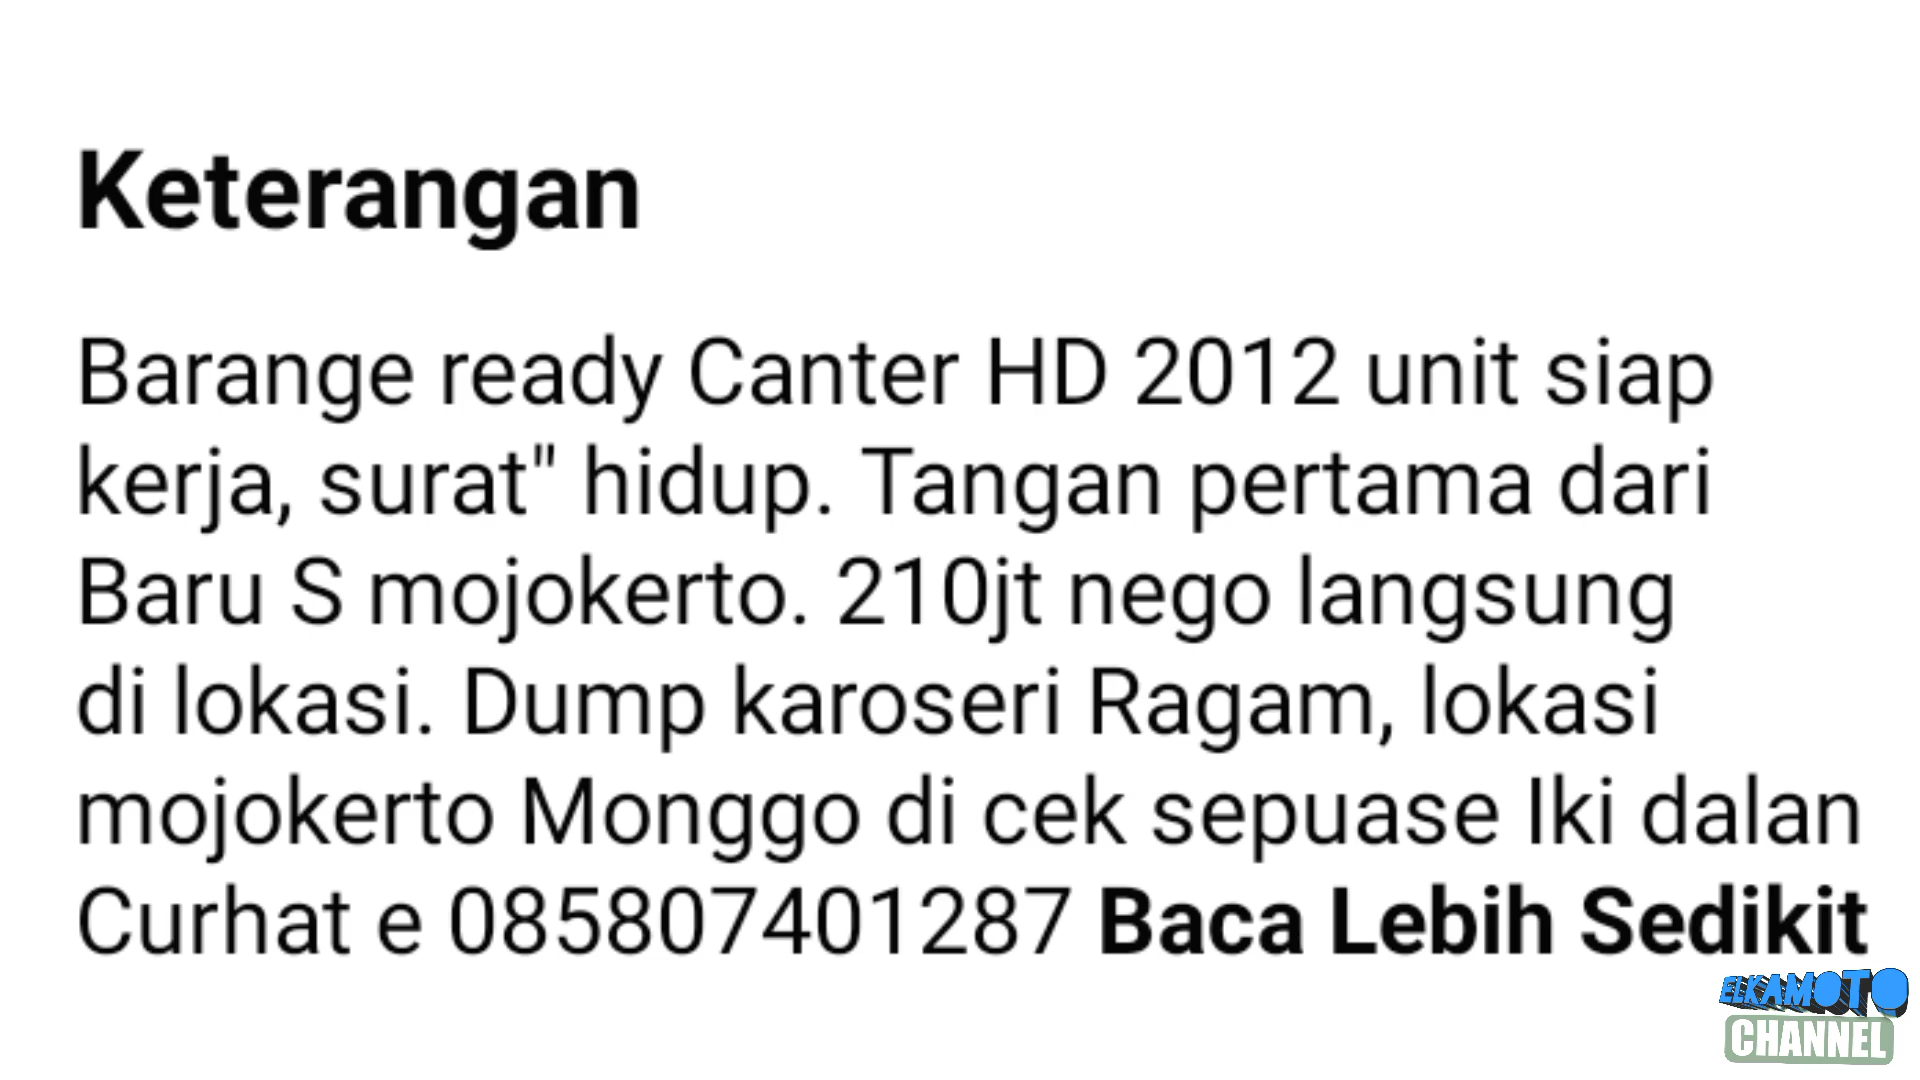 Keterangan
Barange ready Canter HD 2012 unit siap
kerja, surat" hidup. Tangan pertama dari
Baru S mojokerto. 210jt nego langsung
di lokasi. Dump karoseri Ragam, lokasi
mojokerto Monggo di cek sepuase Iki dalan
Curhat e 085807401287 Baca Lebih Sedikit
ELKAMOTO
CHANNEL